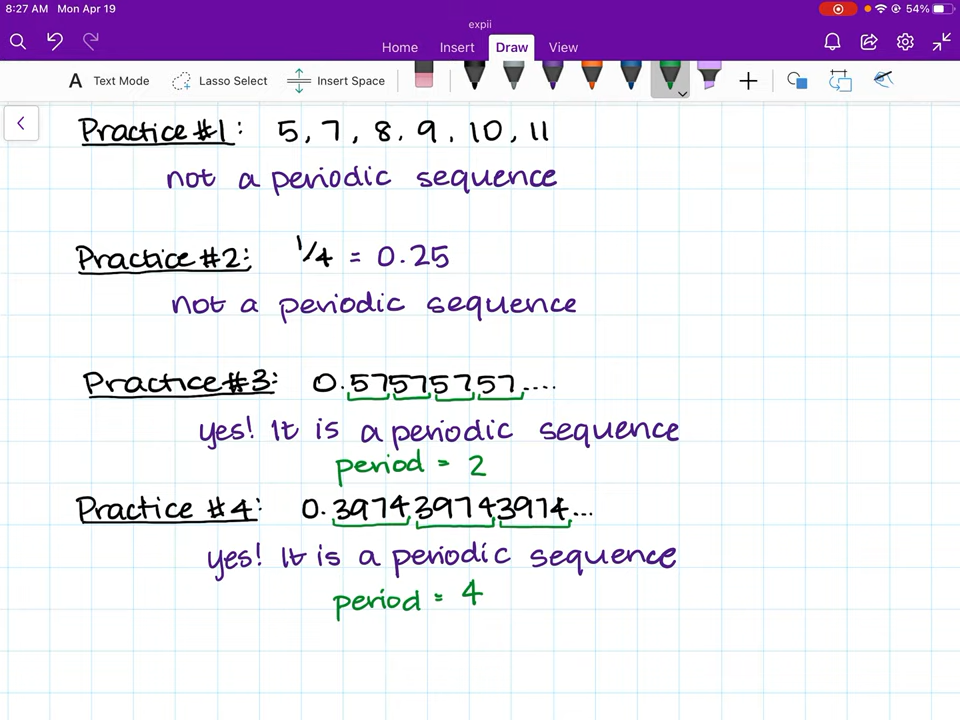 8:27 AM Mon Apr 19
54%
expii
Home Insert Draw View
Text Mode Lasso Select Insert Space
Practice #1: 5, 7, 8. 9, 10, 11
not a periodic sequence
Practice #2: 1/4 = 0.25
not a periodic sequence
Practice #3: 0.57575757....
yes! It is a periodic sequence
period = 2
Practice #4: 0.397439743974...
yes! It is a periodic sequence
period = 4